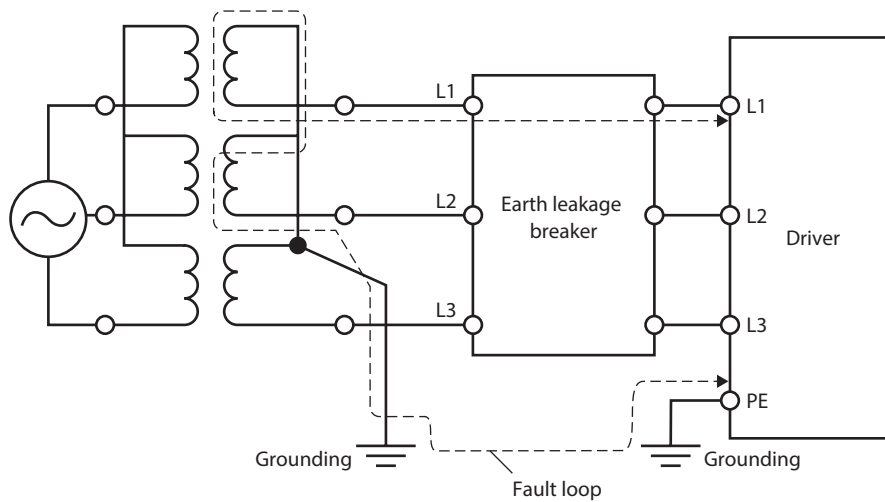 L1
L1
L2
Earth leakage
breaker
L2
Driver
L3
L3
PE
Grounding
Grounding
Fault loop